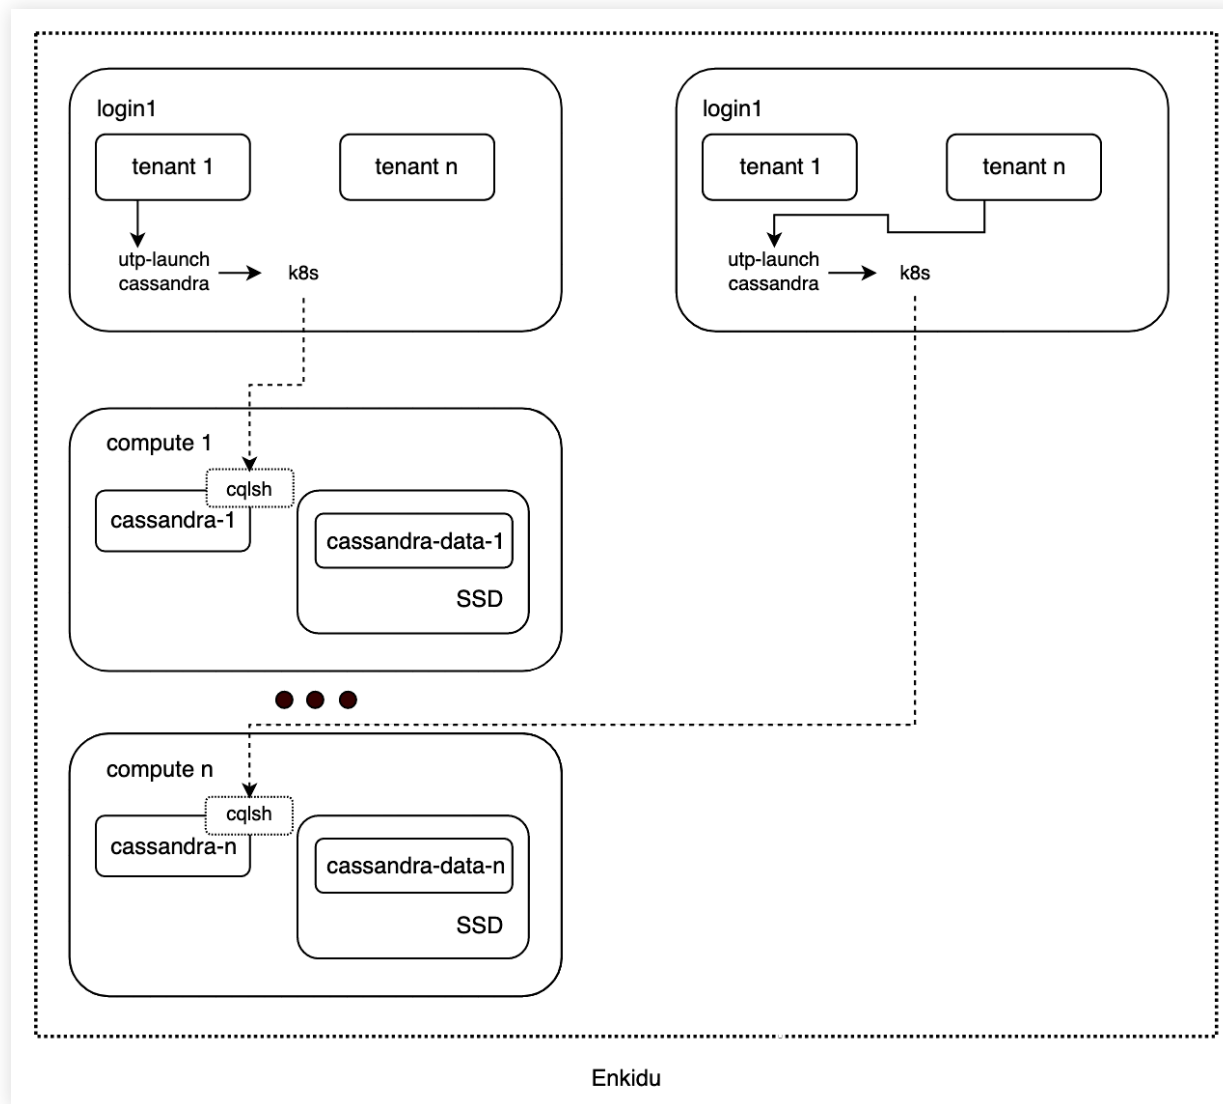 login1
tenant 1
tenant n
utp-launch
cassandra
k8s
login1
tenant 1
tenant n
utp-launch
cassandra
k8s
compute 1
cqlsh
cassandra-1
cassandra-data-1
SSD
compute n
cqlsh
cassandra-n
cassandra-data-n
SSD
Enkidu